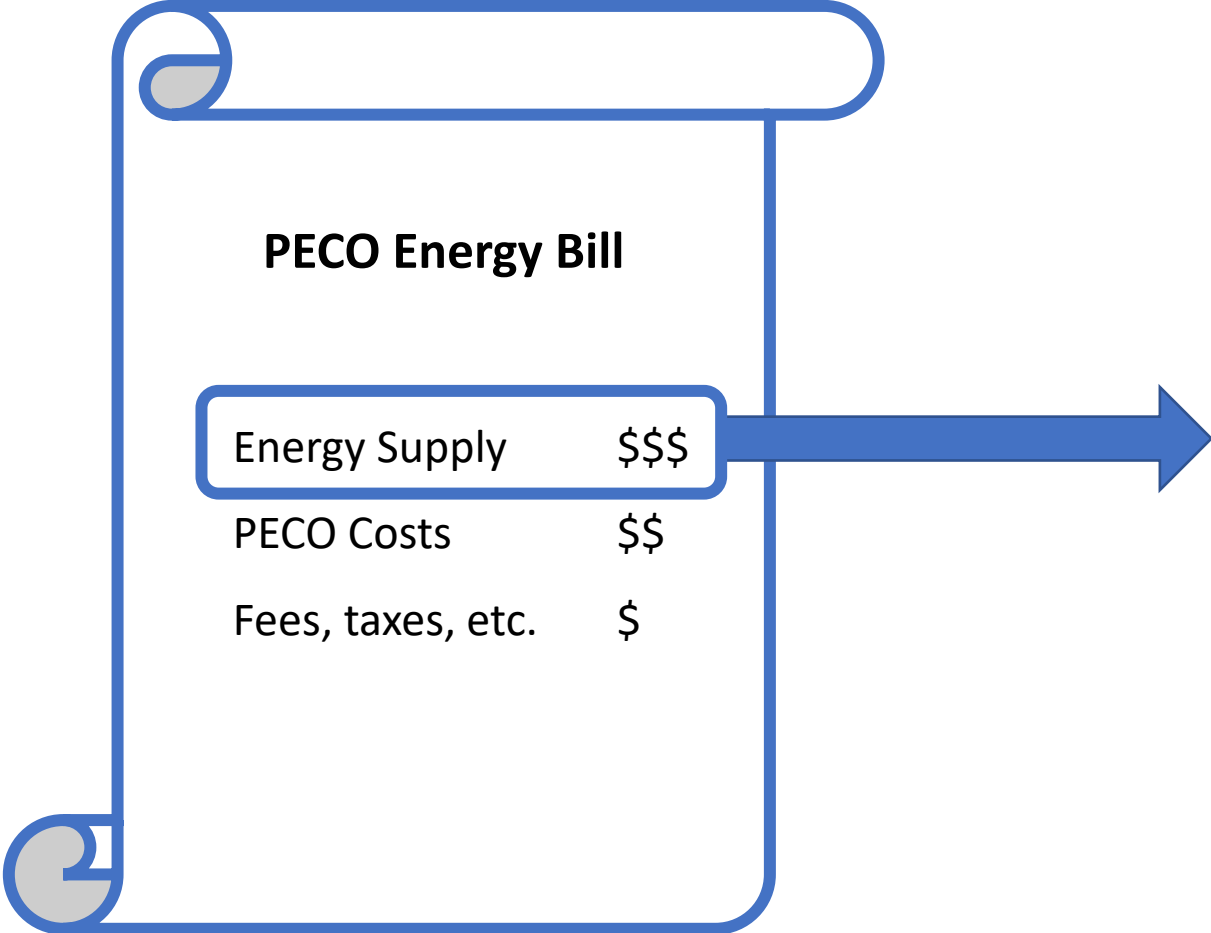 PECO Energy Bill
Energy Supply $$$
PECO Costs $$
Fees, taxes, etc. $